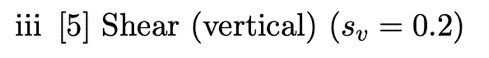 iii [5] Shear (vertical) (s_v = 0.2)